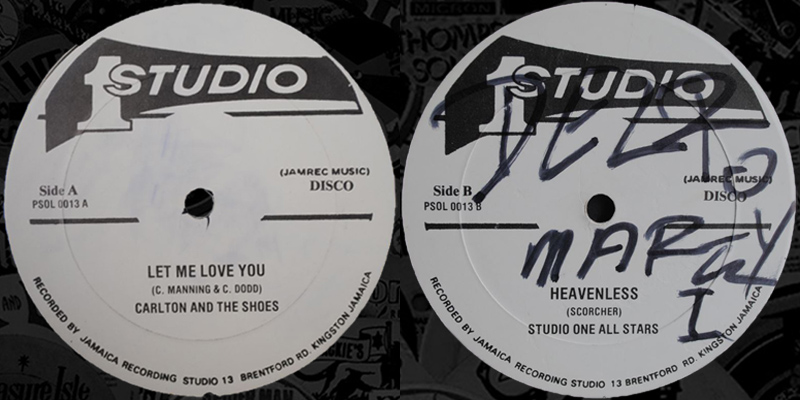 1 STUDIO
(JAMREC MUSIC)
Side A
DISCO
PSOL 0013 A
LET ME LOVE YOU
(C. MANNING & C. DODD)
CARLTON AND THE SHOES
RECORDED BY JAMAICA RECORDING STUDIO 13 BRENTFORD RD. KINGSTON JAMAICA
1 STUDIO
(JAMREC MUSIC)
Side B
DISCO
PSOL 0013 B
HEAVENLESS
(SCORCHER)
STUDIO ONE ALL STARS
I
RECORDED BY JAMAICA RECORDING STUDIO 13 BRENTFORD RD. KINGSTON JAMAICA
THOMPSON